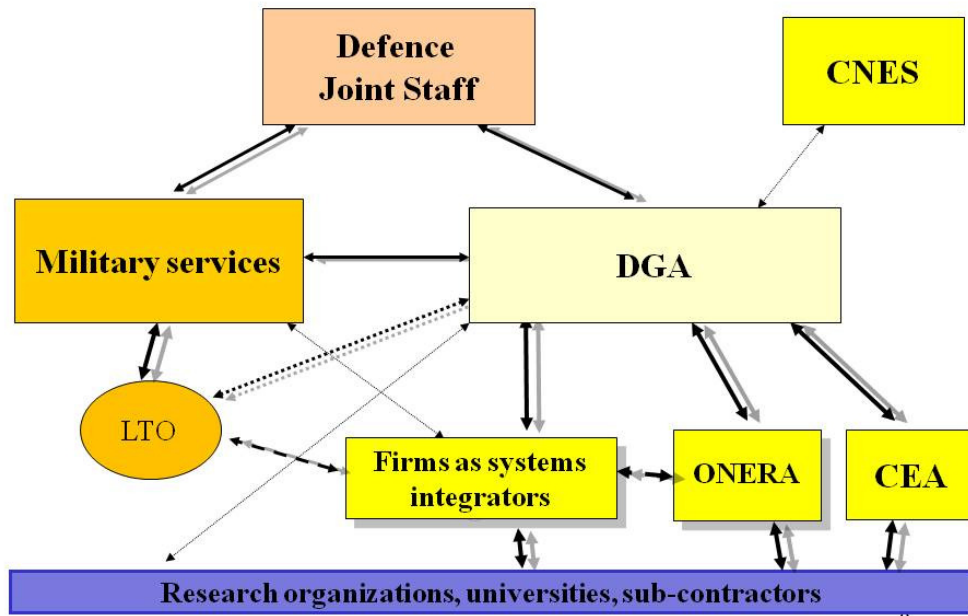 Defence
Joint Staff
CNES
Military services
DGA
LTO
Firms as systems
integrators
ONERA
CEA
Research organizations, universities, sub-contractors